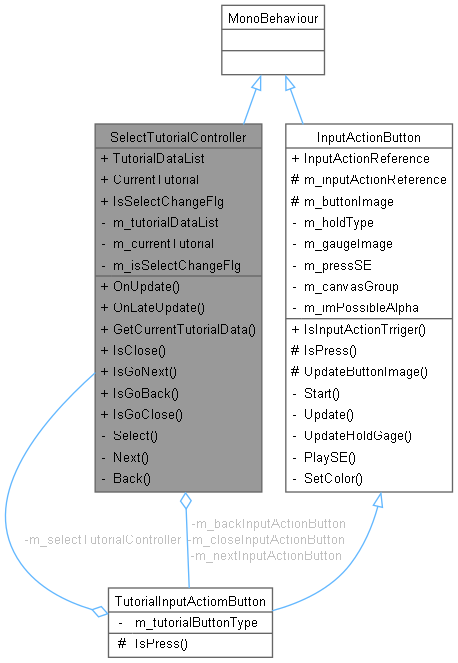 MonoBehaviour
SelectTutorialController
+ TutorialDataList
+ CurrentTutorial
+ IsSelectChangeFlg
- m_tutorialDataList
- m_currentTutorial
- m_isSelectChangeFlg
+ OnUpdate()
+ OnLateUpdate()
+ GetCurrentTutorialData()
+ IsClose()
+ IsGoNext()
+ IsGoBack()
+ IsGoClose()
- Select()
- Next()
- Back()
InputActionButton
+ InputActionReference
# m_inputActionReference
# m_buttonImage
- m_holdType
- m_gaugeImage
- m_pressSE
- m_canvasGroup
- m_imPossibleAlpha
+ IsInputActionTrriger()
# IsPress()
# UpdateButtonImage()
- Start()
- Update()
- UpdateHoldGage()
- PlaySE()
- SetColor()
-m_selectTutorialController
-m_backInputActionButton
-m_closeInputActionButton
-m_nextInputActionButton
TutorialInputActiomButton
- m_tutorialButtonType
# IsPress()